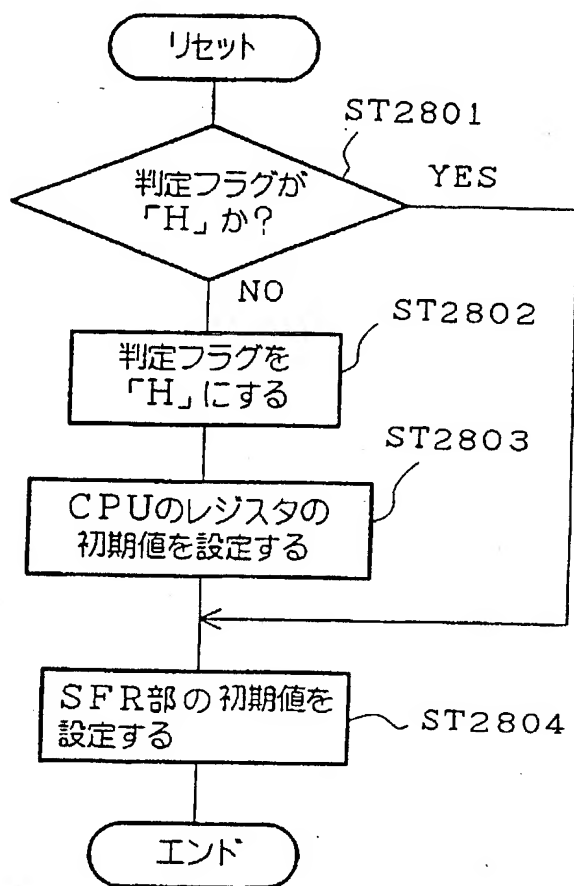 リセット
ST2801
判定フラグが
「H」か?
YES
NO
ST2802
判定フラグを
「H」にする
ST2803
CPUのレジスタの
初期値を設定する
SFR部の初期値を
設定する
ST2804
エンド